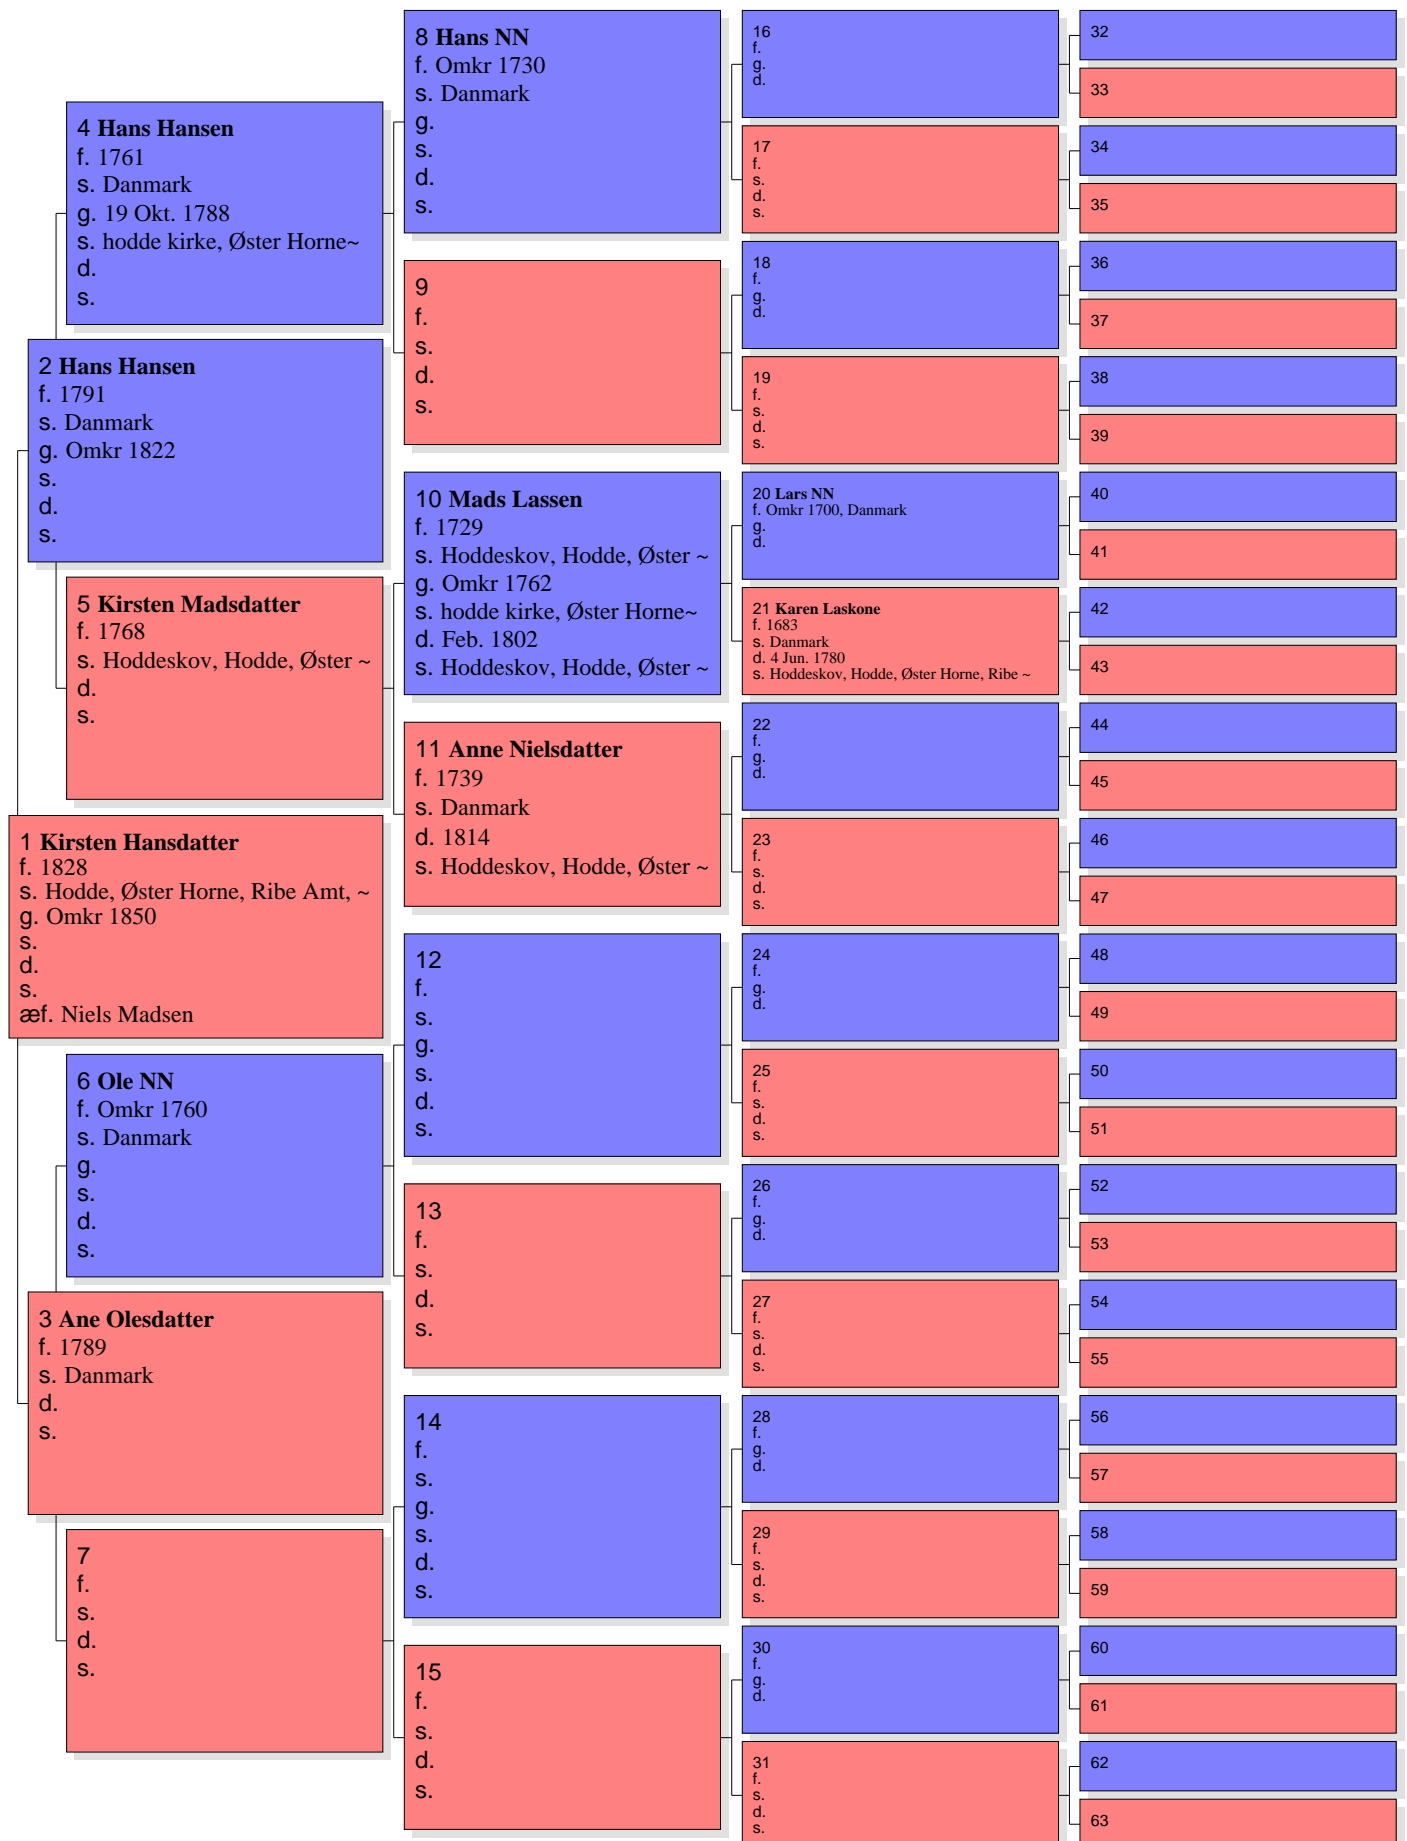 8 Hans NN
f. Omkr 1730
s. Danmark
g.
s.
d.
s.
4 Hans Hansen
f. 1761
s. Danmark
g. 19 Okt. 1788
s. hodde kirke, Øster Horne~
d.
s.
9
f.
s.
d.
s.
2 Hans Hansen
f. 1791
s. Danmark
g. Omkr 1822
s.
d.
s.
10 Mads Lassen
f. 1729
s. Hoddeskov, Hodde, Øster ~
g. Omkr 1762
s. hodde kirke, Øster Horne~
d. Feb. 1802
s. Hoddeskov, Hodde, Øster ~
5 Kirsten Madsdatter
f. 1768
s. Hoddeskov, Hodde, Øster ~
d.
s.
11 Anne Nielsdatter
f. 1739
s. Danmark
d. 1814
s. Hoddeskov, Hodde, Øster ~
1 Kirsten Hansdatter
f. 1828
s. Hodde, Øster Horne, Ribe Amt, ~
g. Omkr 1850
s.
d.
s.
æf. Niels Madsen
12
f.
s.
g.
s.
d.
s.
6 Ole NN
f. Omkr 1760
s. Danmark
g.
s.
d.
s.
13
f.
s.
d.
s.
3 Ane Olesdatter
f. 1789
s. Danmark
d.
s.
14
f.
s.
g.
s.
d.
s.
7
f.
s.
d.
s.
15
f.
s.
d.
s.
16
f.
g.
d.
17
f.
s.
d.
s.
18
f.
g.
d.
19
f.
s.
d.
s.
20 Lars NN
f. Omkr 1700, Danmark
g.
d.
21 Karen Laskone
f. 1683
s. Danmark
d. 4 Jun. 1780
s. Hoddeskov, Hodde, Øster Horne, Ribe ~
22
f.
g.
d.
23
f.
s.
d.
s.
24
f.
g.
d.
25
f.
s.
d.
s.
26
f.
g.
d.
27
f.
s.
d.
s.
28
f.
g.
d.
29
f.
s.
d.
s.
30
f.
g.
d.
31
f.
s.
d.
s.
32
33
34
35
36
37
38
39
40
41
42
43
44
45
46
47
48
49
50
51
52
53
54
55
56
57
58
59
60
61
62
63